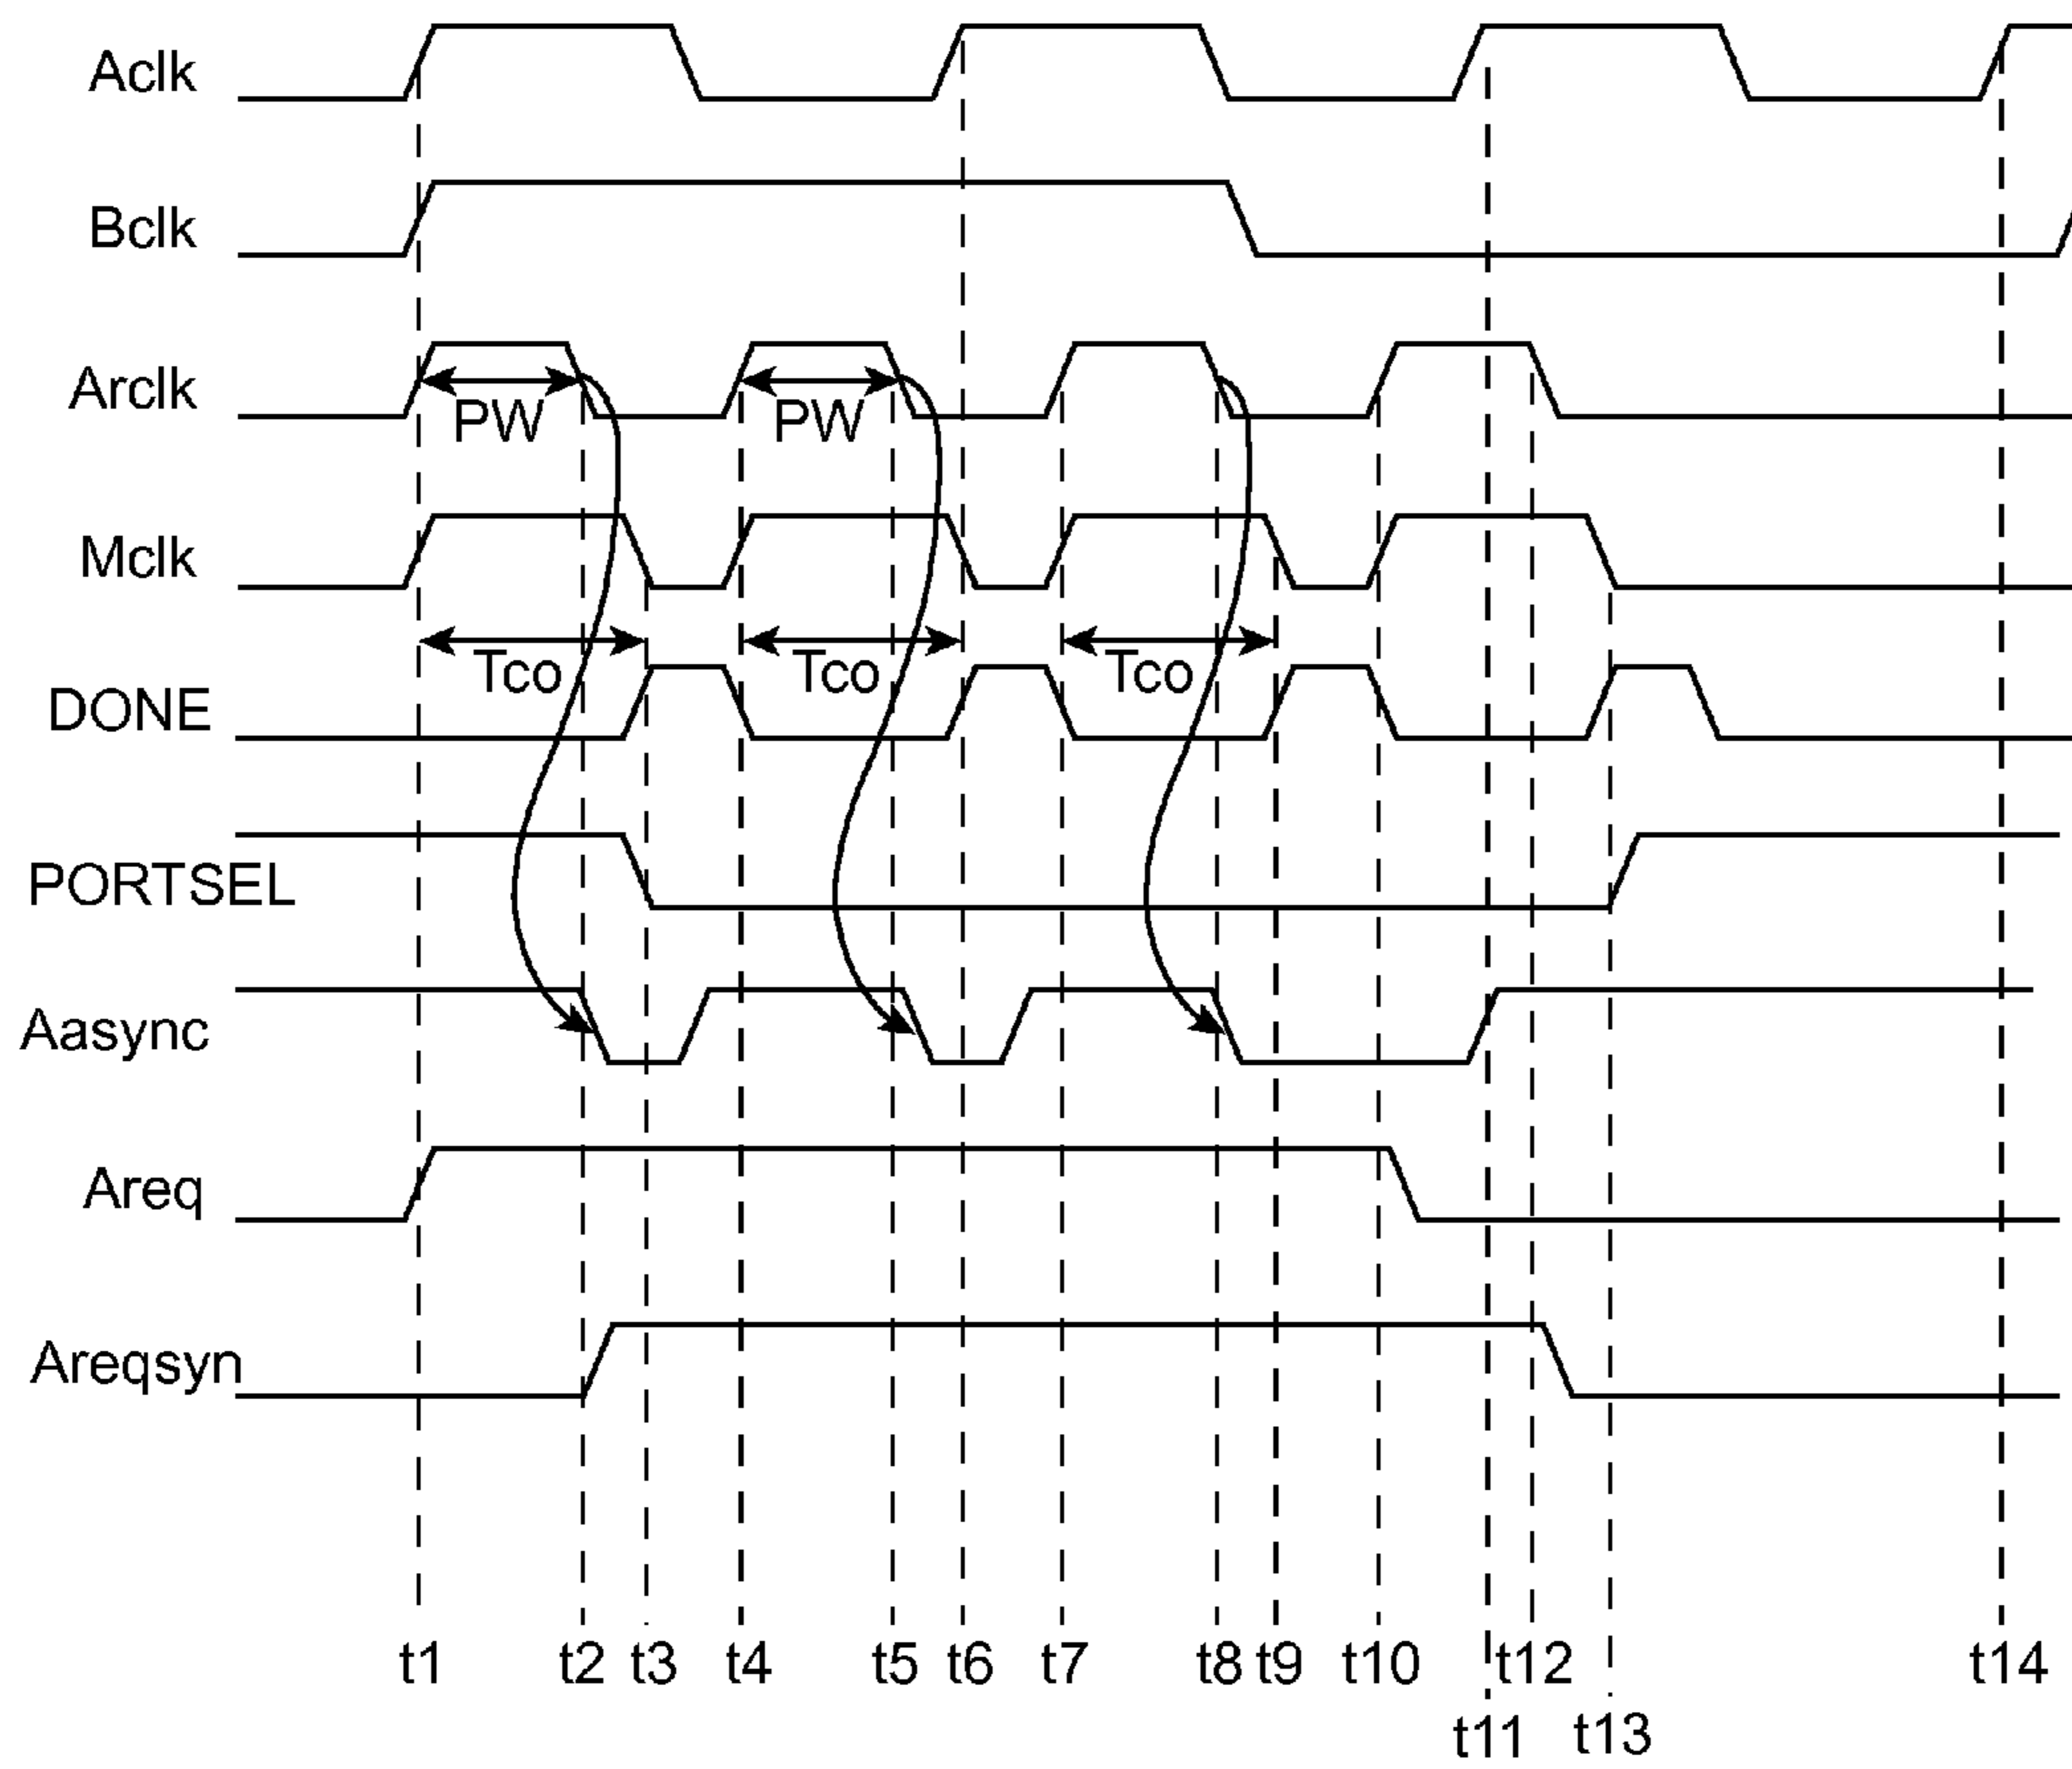 Aclk
Bclk
Arclk
PW PW
Mclk
Tco Tco Tco
DONE
PORTSEL
Aasync
Areq
Areqsyn
t1 t2 t3 t4 t5 t6 t7 t8 t9 t10 t12 t14
t11 t13